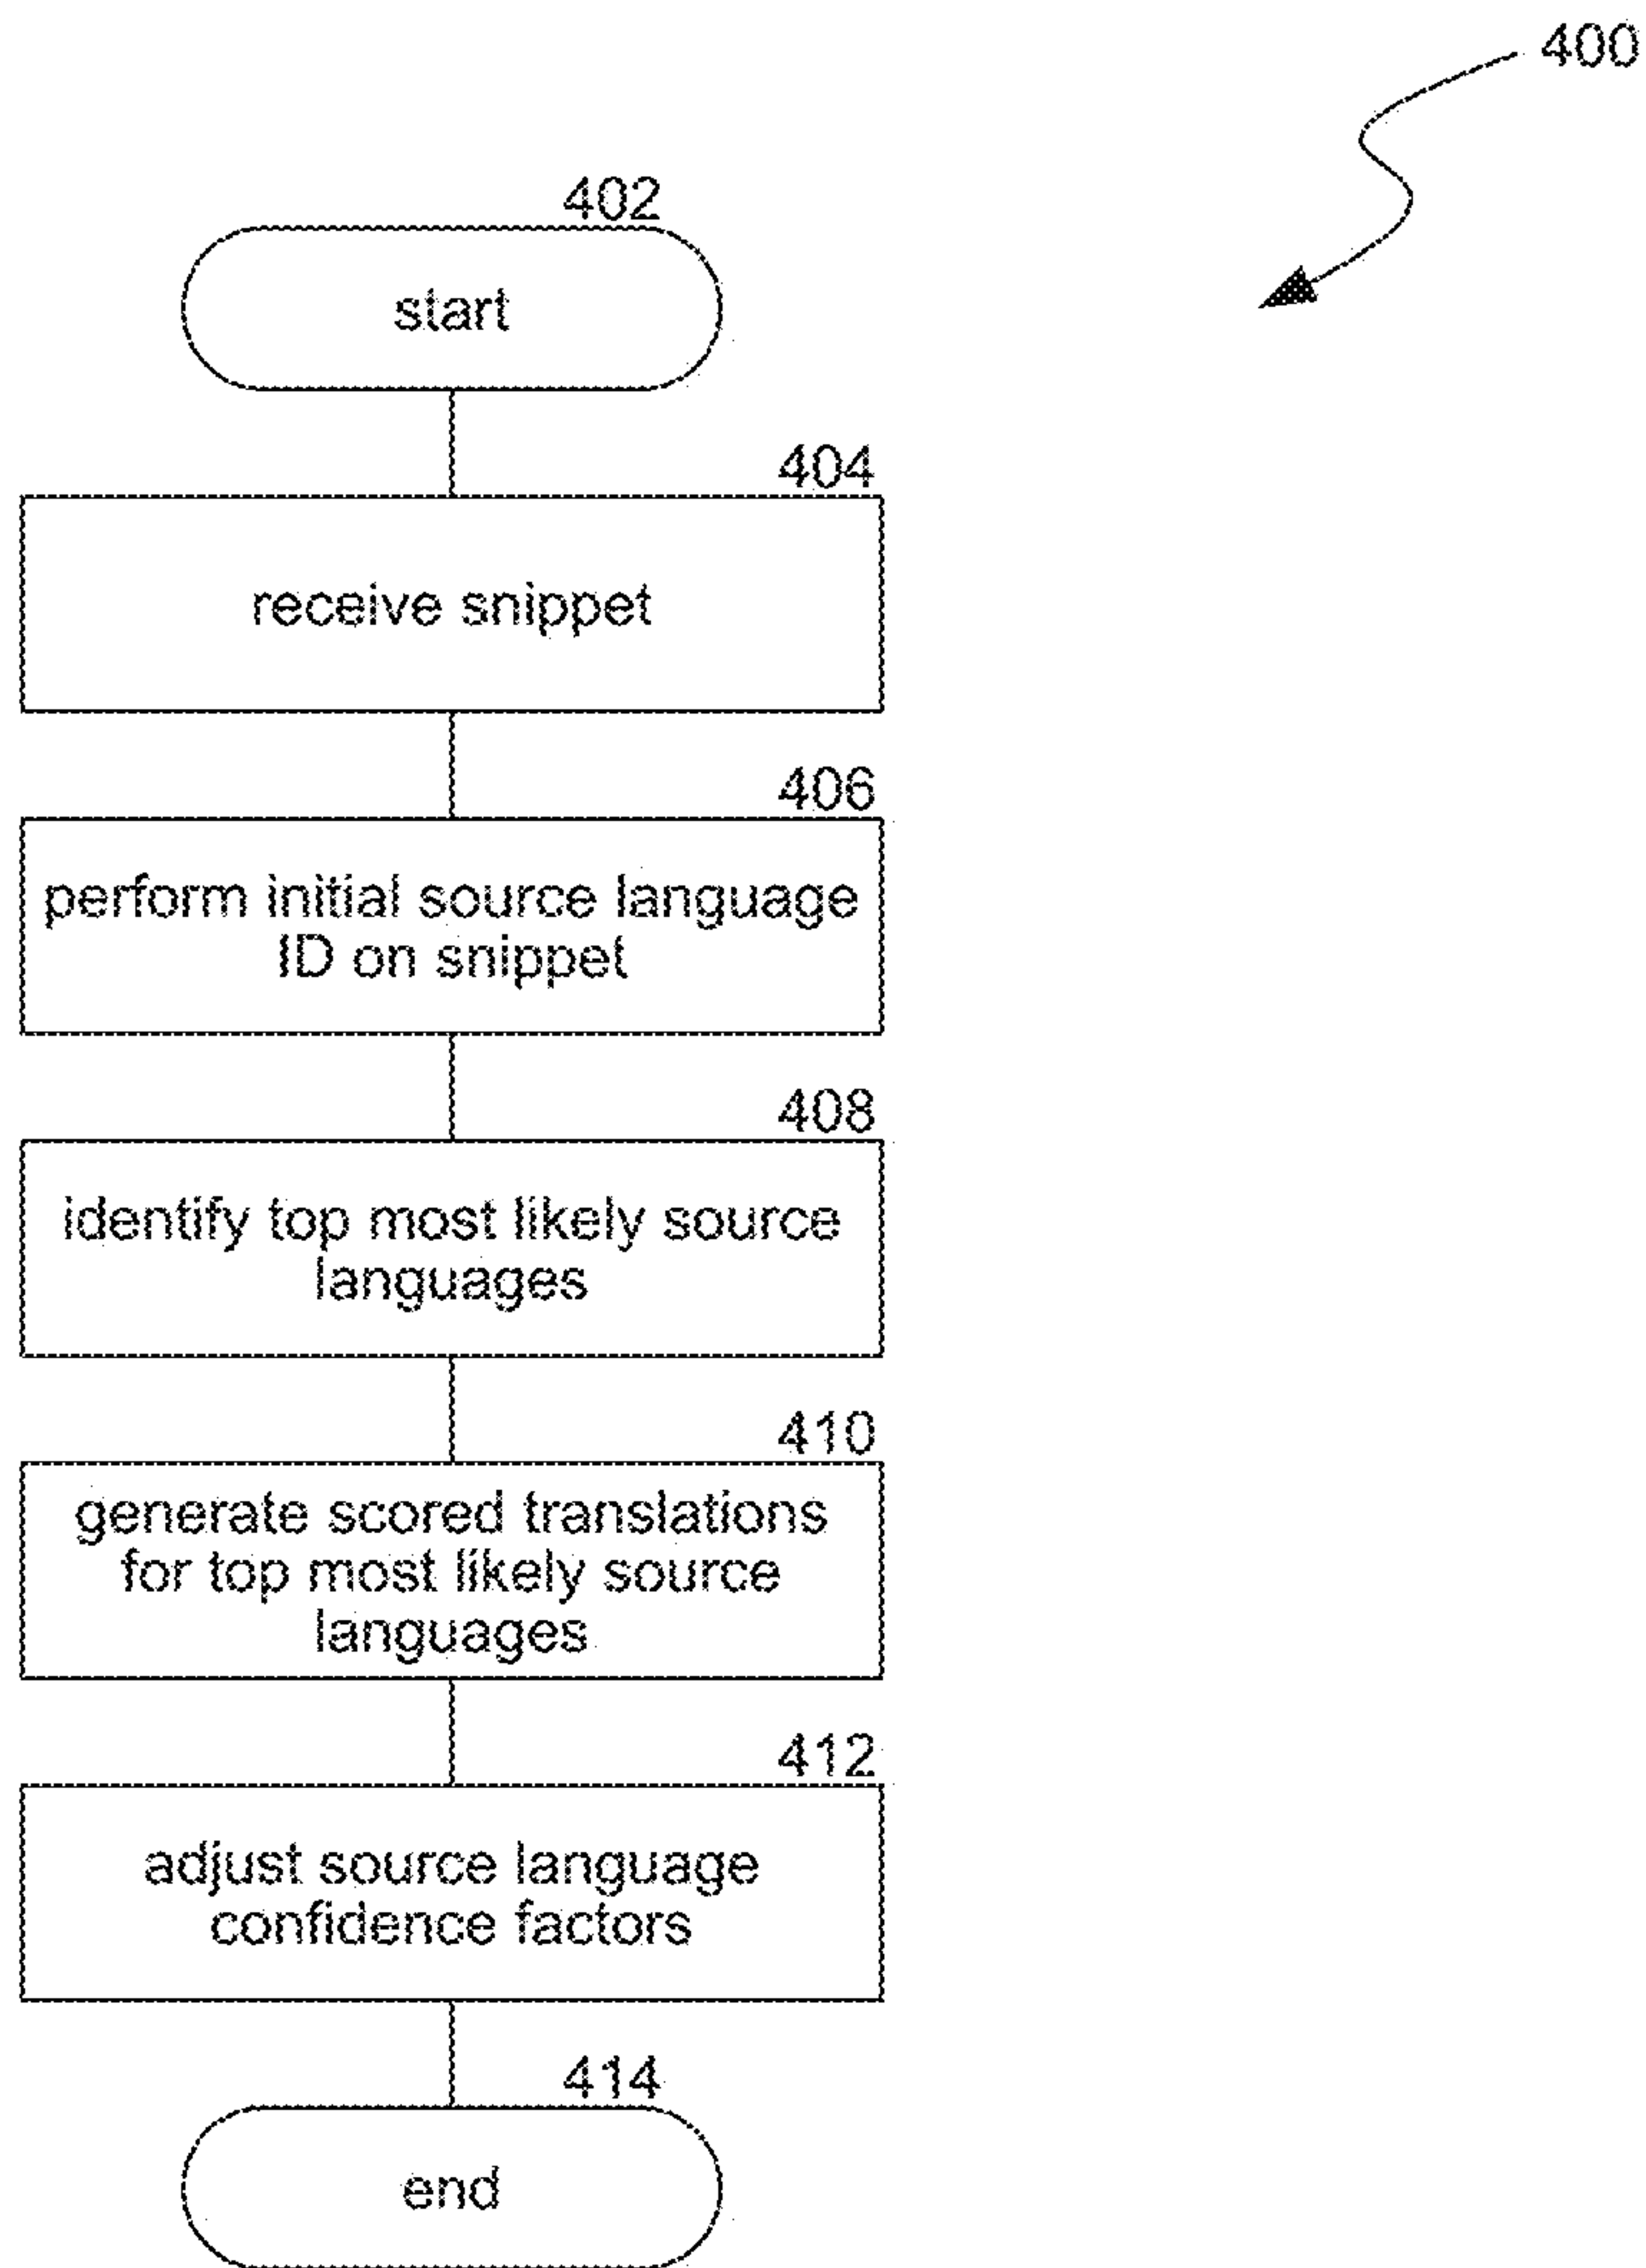 400
402
start
404
receive snippet
406
perform initial source language
ID on snippet
408
identify top most likely source
languages
410
generate scored translations
for top most likely source
languages
412
adjust source language
confidence factors
414
end